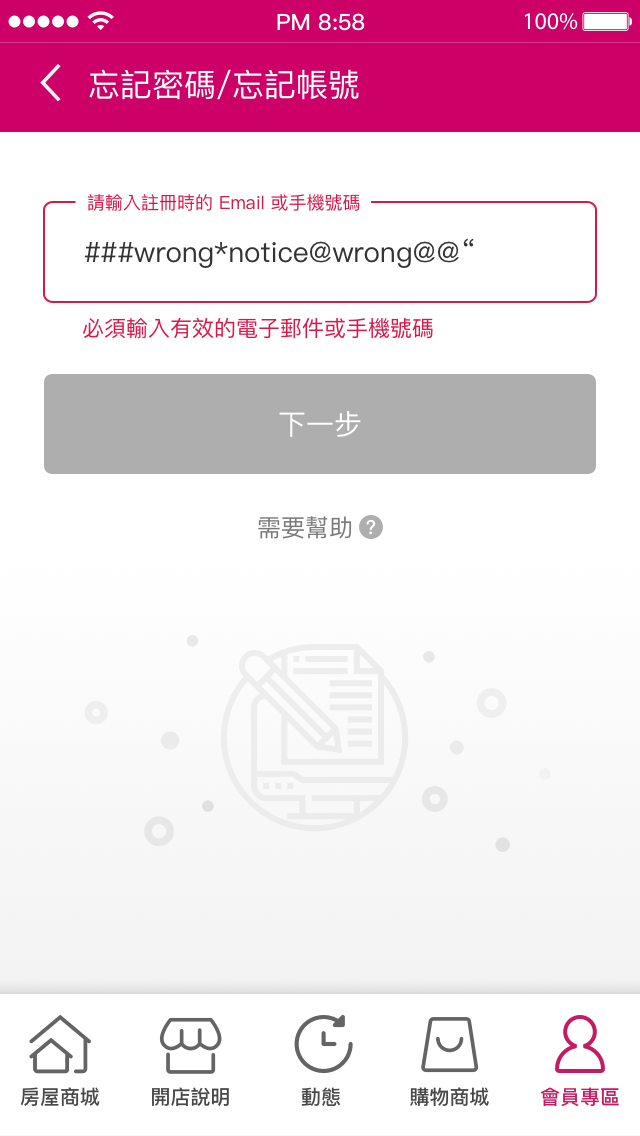 PM 8:58
100%
忘記密碼/忘記帳號
請輸入註冊時的 Email 或手機號碼
###wrong*notice@wrong@@“
必須輸入有效的電子郵件或手機號碼
下一步
需要幫助 ?
房屋商城
開店說明
動態
購物商城
會員專區